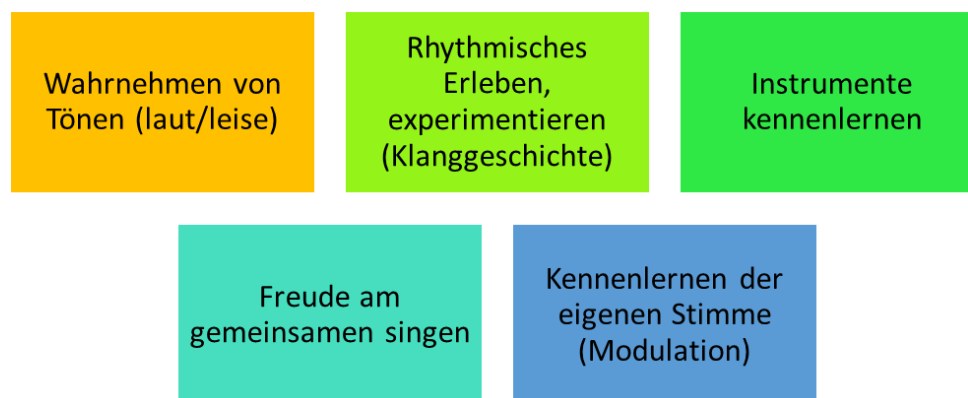 Wahrnehmen von
Tönen (laut/leise)
Rhythmisches
Erleben,
experimentieren
(Klanggeschichte)
Instrumente
kennenlernen
Freude am
gemeinsamen singen
Kennenlernen der
eigenen Stimme
(Modulation)